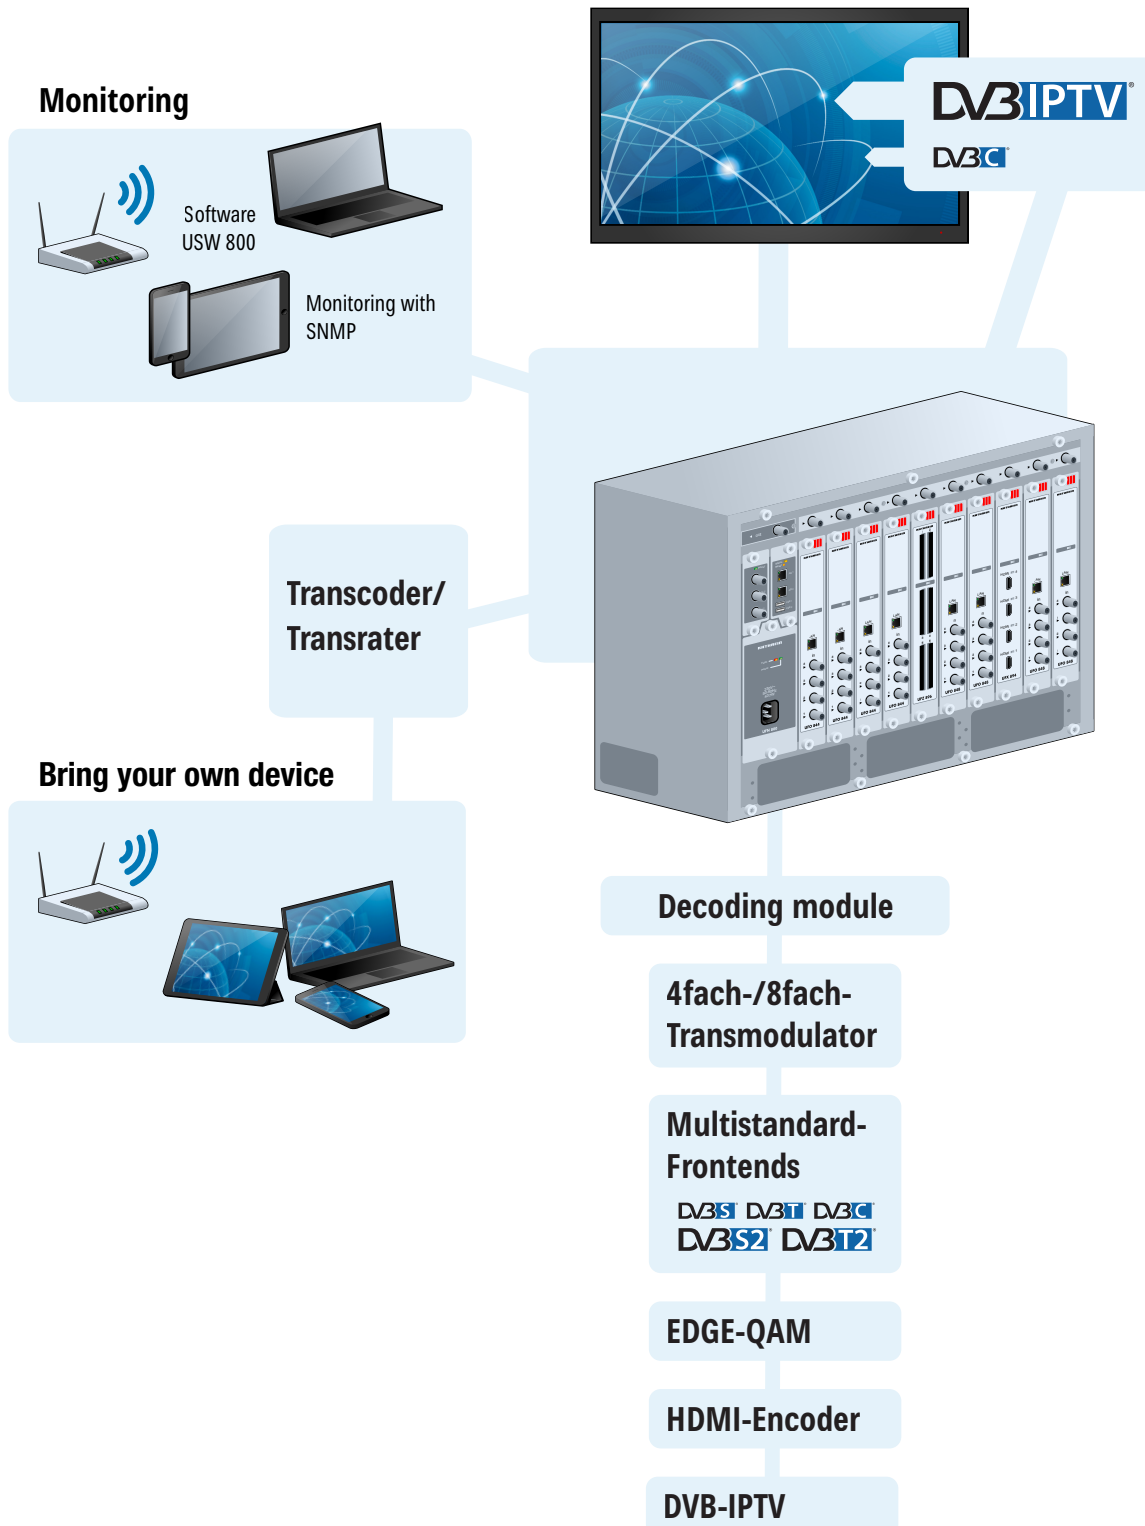 Monitoring
Software
USW 800
Monitoring with
SNMP
DVB IPTV
DVB C
Transcoder/
Transrater
Bring your own device
Decoding module
4fach-/8fach-
Transmodulator
Multistandard-
Frontends
DVB S DVB T DVB C
DVB S2 DVB T2
EDGE-QAM
HDMI-Encoder
DVB-IPTV